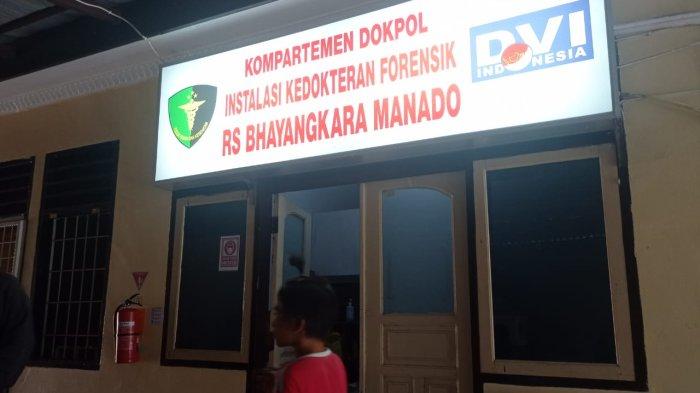 KOMPARTEMEN DOKPOL
INSTALASI KEDOKTERAN FORENSIK
RS BHAYANGKARA MANADO
DVI
INDONESIA